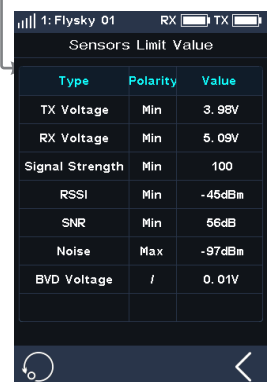 1: Flysky 01 RX TX
Sensors Limit Value
Type Polarity Value
TX Voltage Min 3.98V
RX Voltage Min 5.09V
Signal Strength Min 100
RSSI Min -45dBm
SNR Min 56dB
Noise Max -97dBm
BVD Voltage / 0.01V